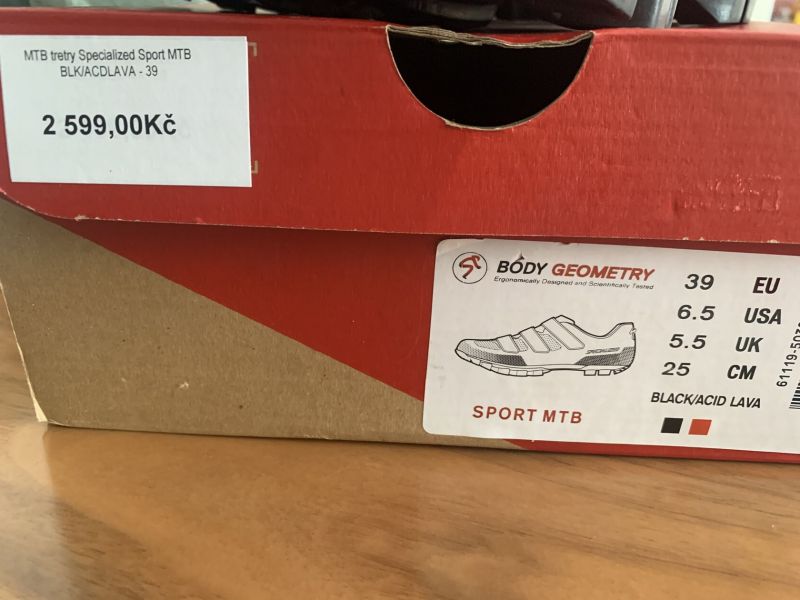 MTB tretry Specialized Sport MTB
BLK/ACDLAVA - 39
2 599,00Kč
BODY GEOMETRY
Ergonomically Designed and Scientifically Tested
39 EU
6.5 USA
5.5 UK
25 CM
BLACK/ACID LAVA
SPORT MTB